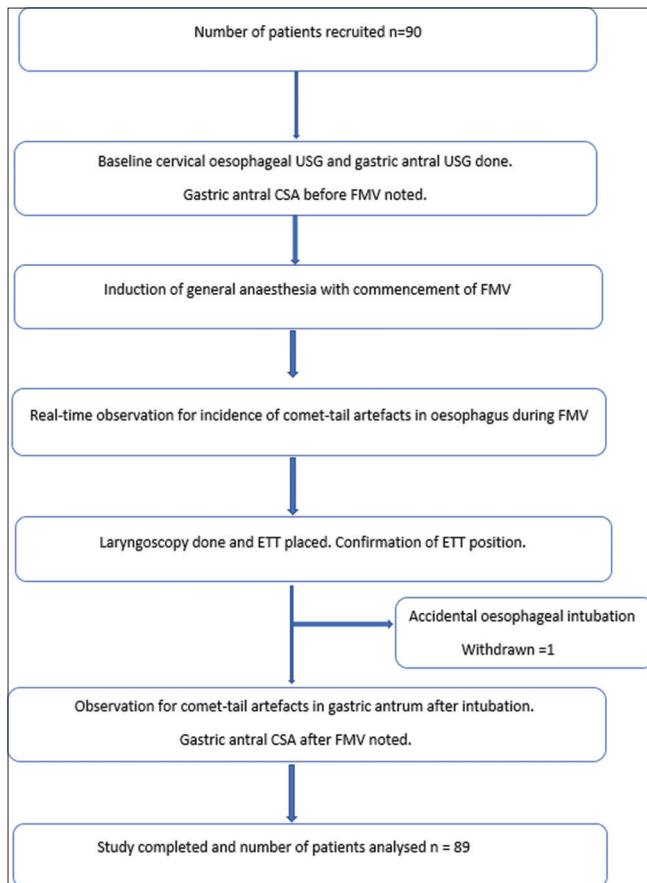 Number of patients recruited n=90
Baseline cervical oesophageal USG and gastric antral USG done.
Gastric antral CSA before FMV noted.
Induction of general anaesthesia with commencement of FMV
Real-time observation for incidence of comet-tail artefacts in oesophagus during FMV
Laryngoscopy done and ETT placed. Confirmation of ETT position.
Accidental oesophageal intubation
Withdrawn =1
Observation for comet-tail artefacts in gastric antrum after intubation.
Gastric antral CSA after FMV noted.
Study completed and number of patients analysed n = 89